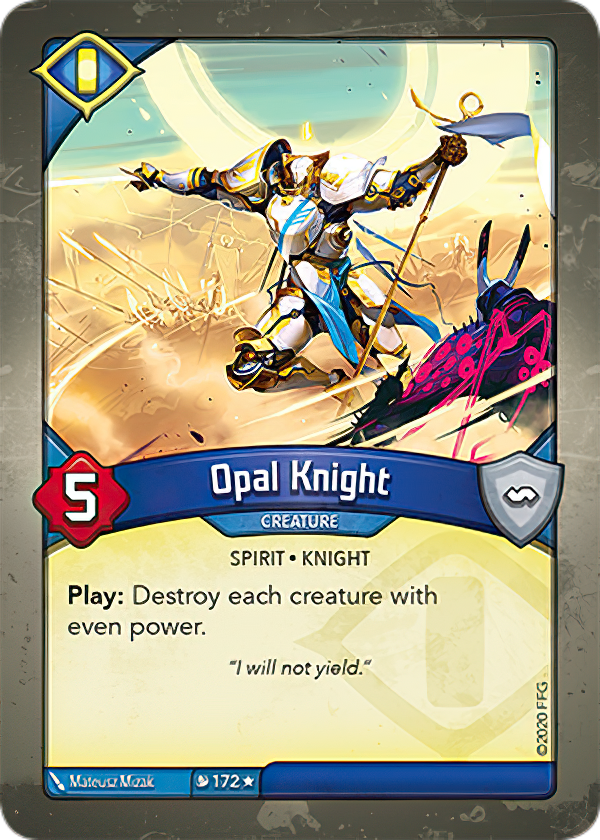 5
Opal Knight
CREATURE
SPIRIT • KNIGHT
Play: Destroy each creature with
even power.
"I will not yield."
©2020 FFG
Mateusz Mizak
172★